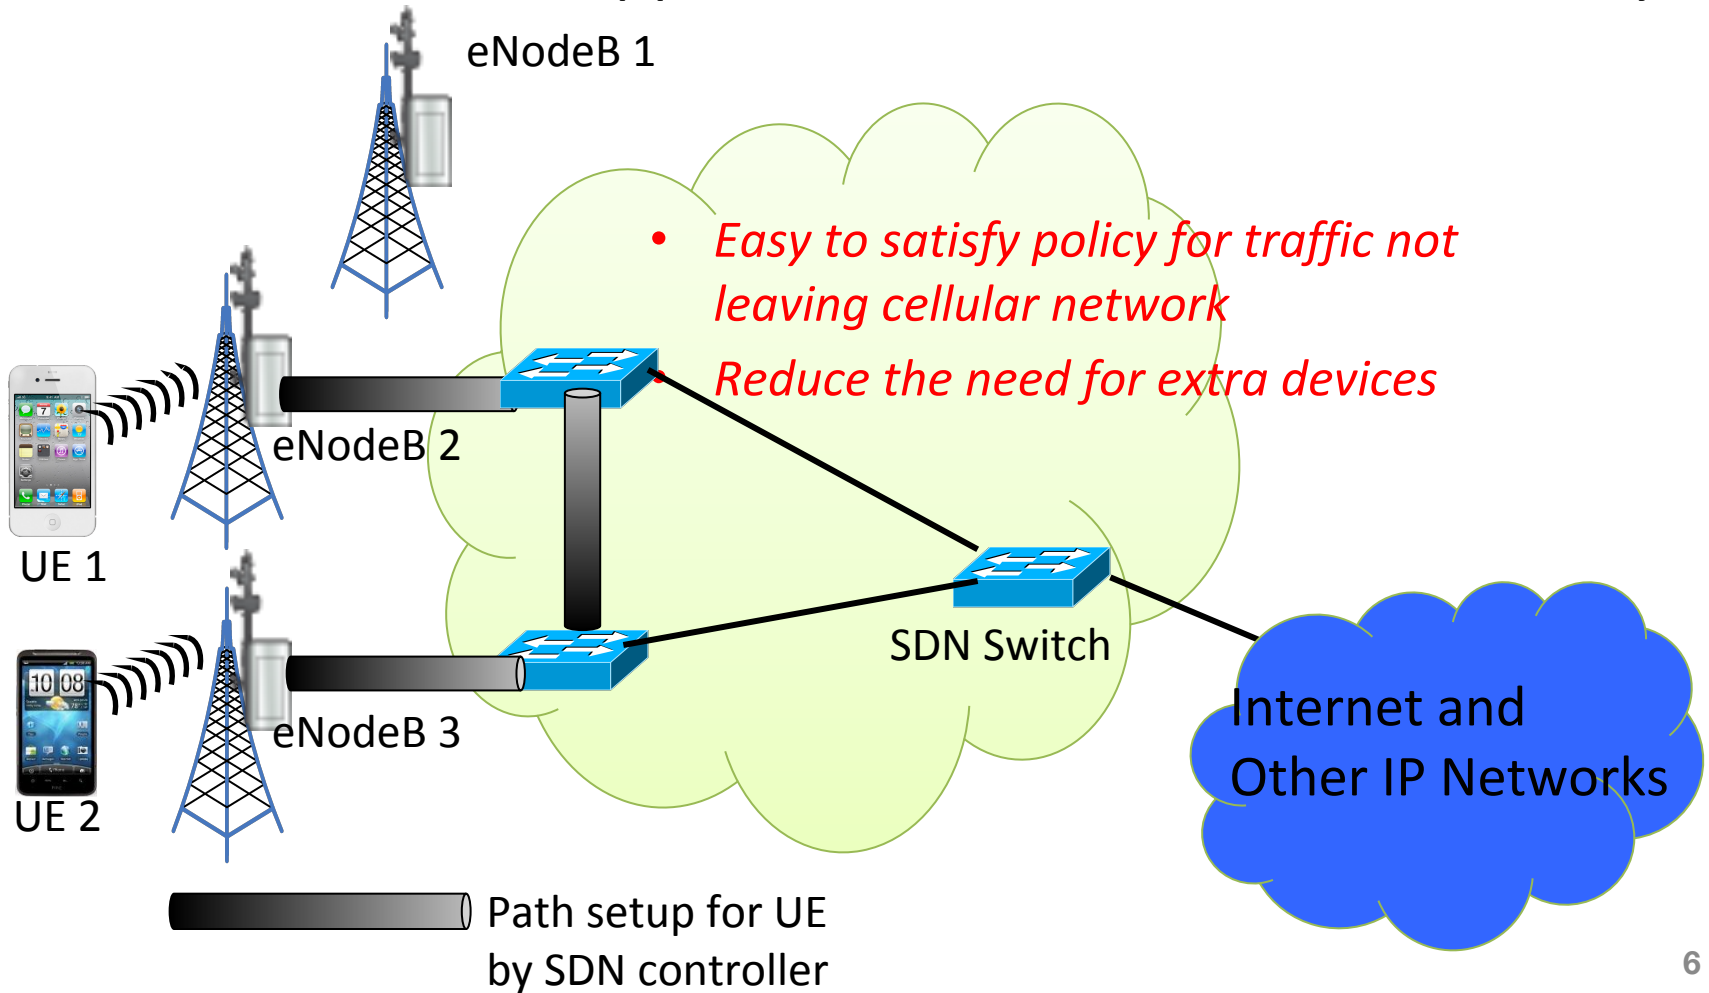 eNodeB 1
• Easy to satisfy policy for traffic not
leaving cellular network
• Reduce the need for extra devices
eNodeB 2
UE 1
SDN Switch
10 08
eNodeB 3
UE 2
Internet and
Other IP Networks
Path setup for UE
by SDN controller
6